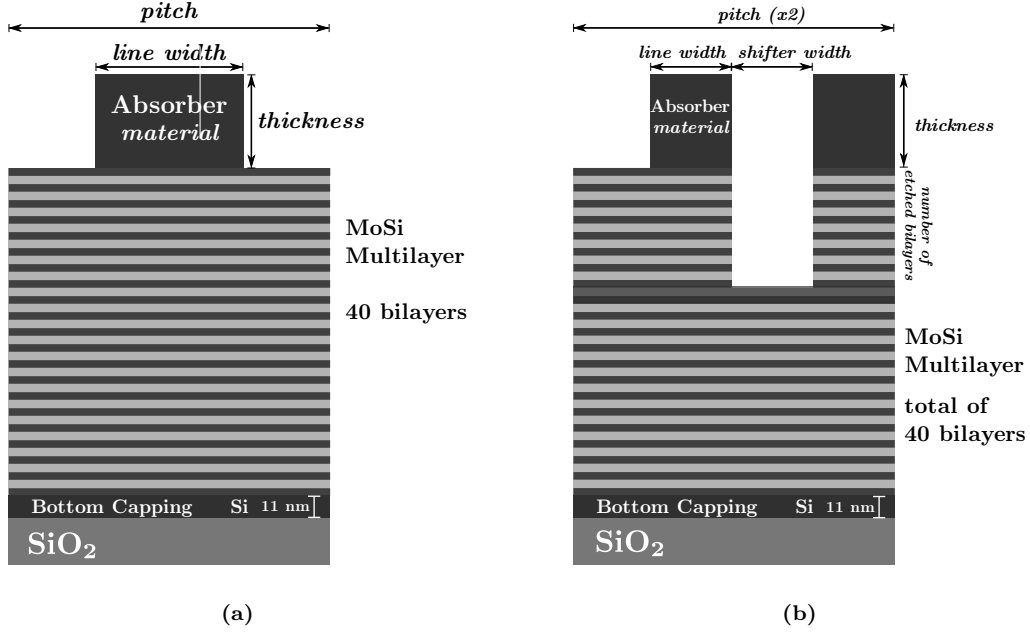 pitch
line width
Absorber
material
thickness
MoSi
Multilayer
40 bilayers
Bottom Capping Si 11 nm
SiO2
(a)
pitch (x2)
line width shifter width
Absorber
material
thickness
number of
etched bilayers
MoSi
Multilayer
total of
40 bilayers
Bottom Capping Si 11 nm
SiO2
(b)